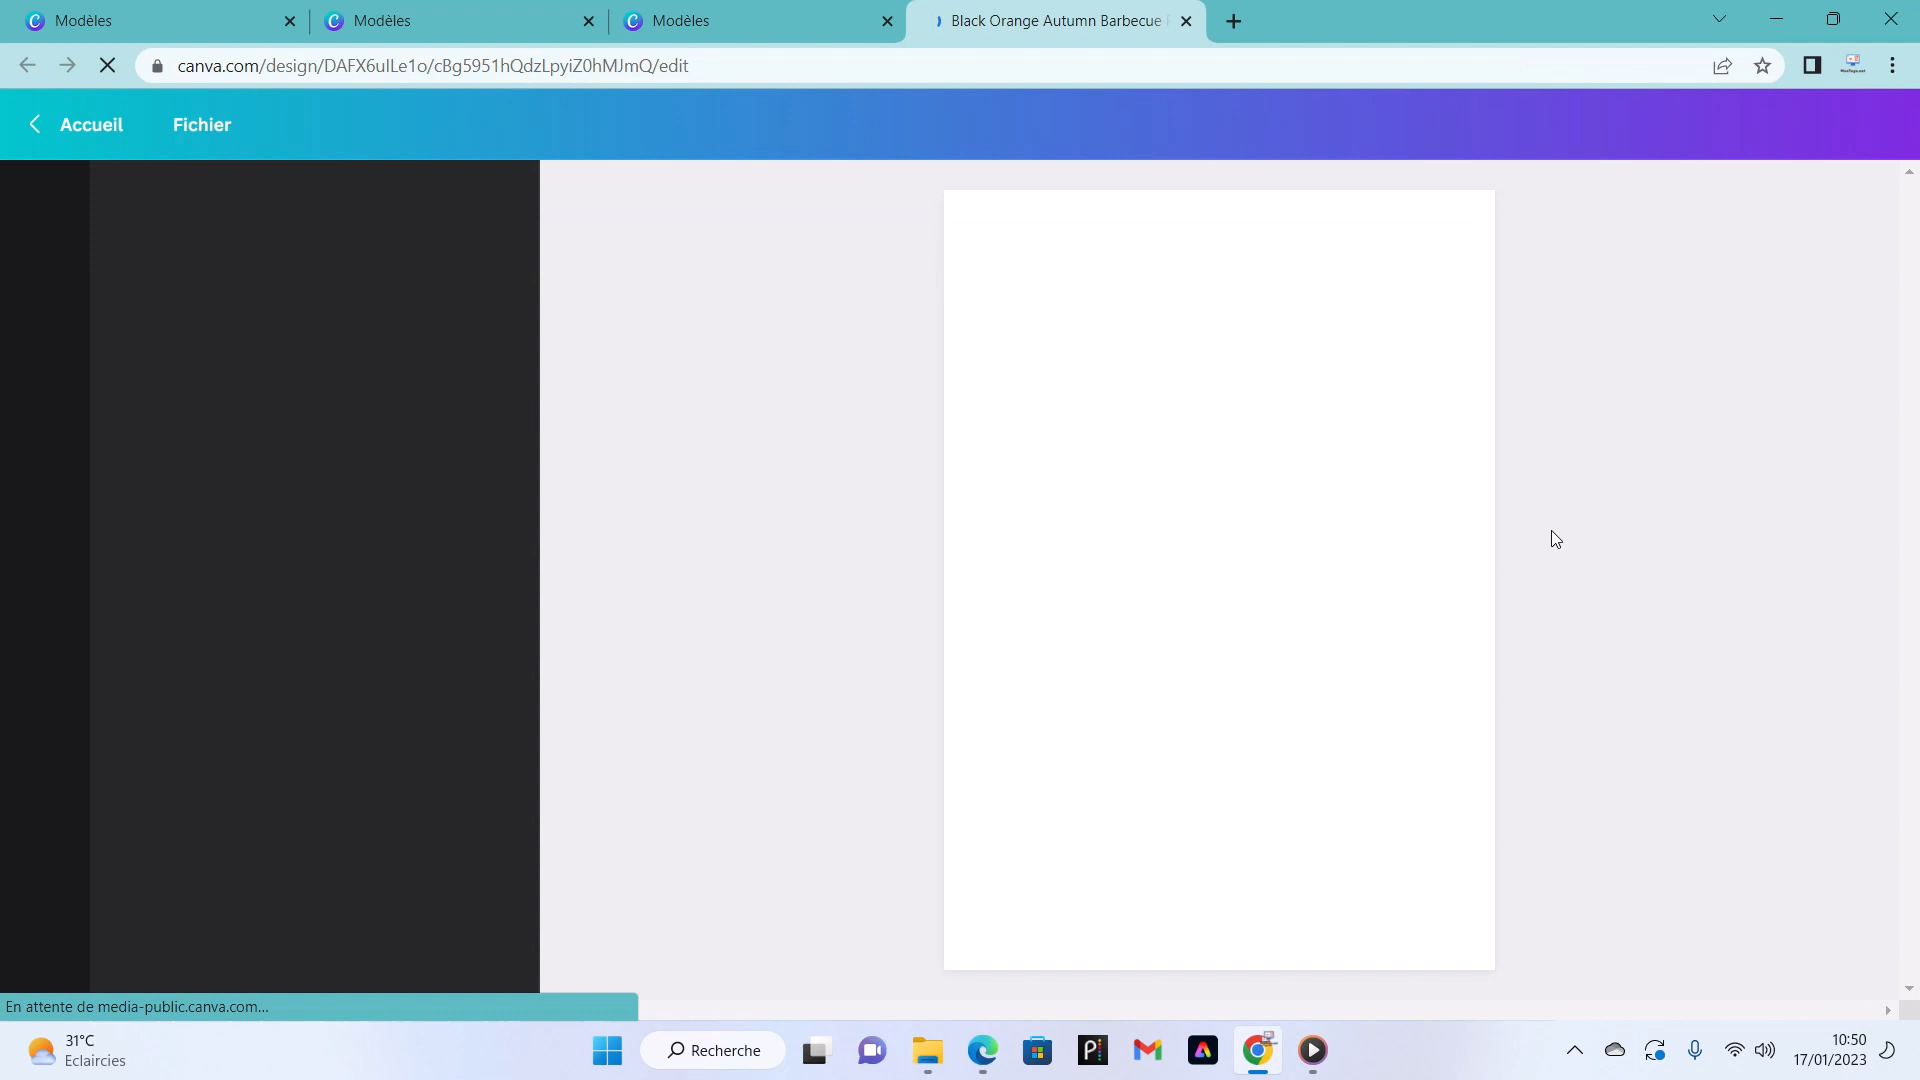 Modèles
Modèles
Modèles
Black Orange Autumn Barbecue
canva.com/design/DAFX6ulLe1o/cBg5951hQdzLpyiZ0hMJmQ/edit
Accueil
Fichier
En attente de media-public.canva.com...
31°C
Eclaircies
Recherche
10:50
17/01/2023